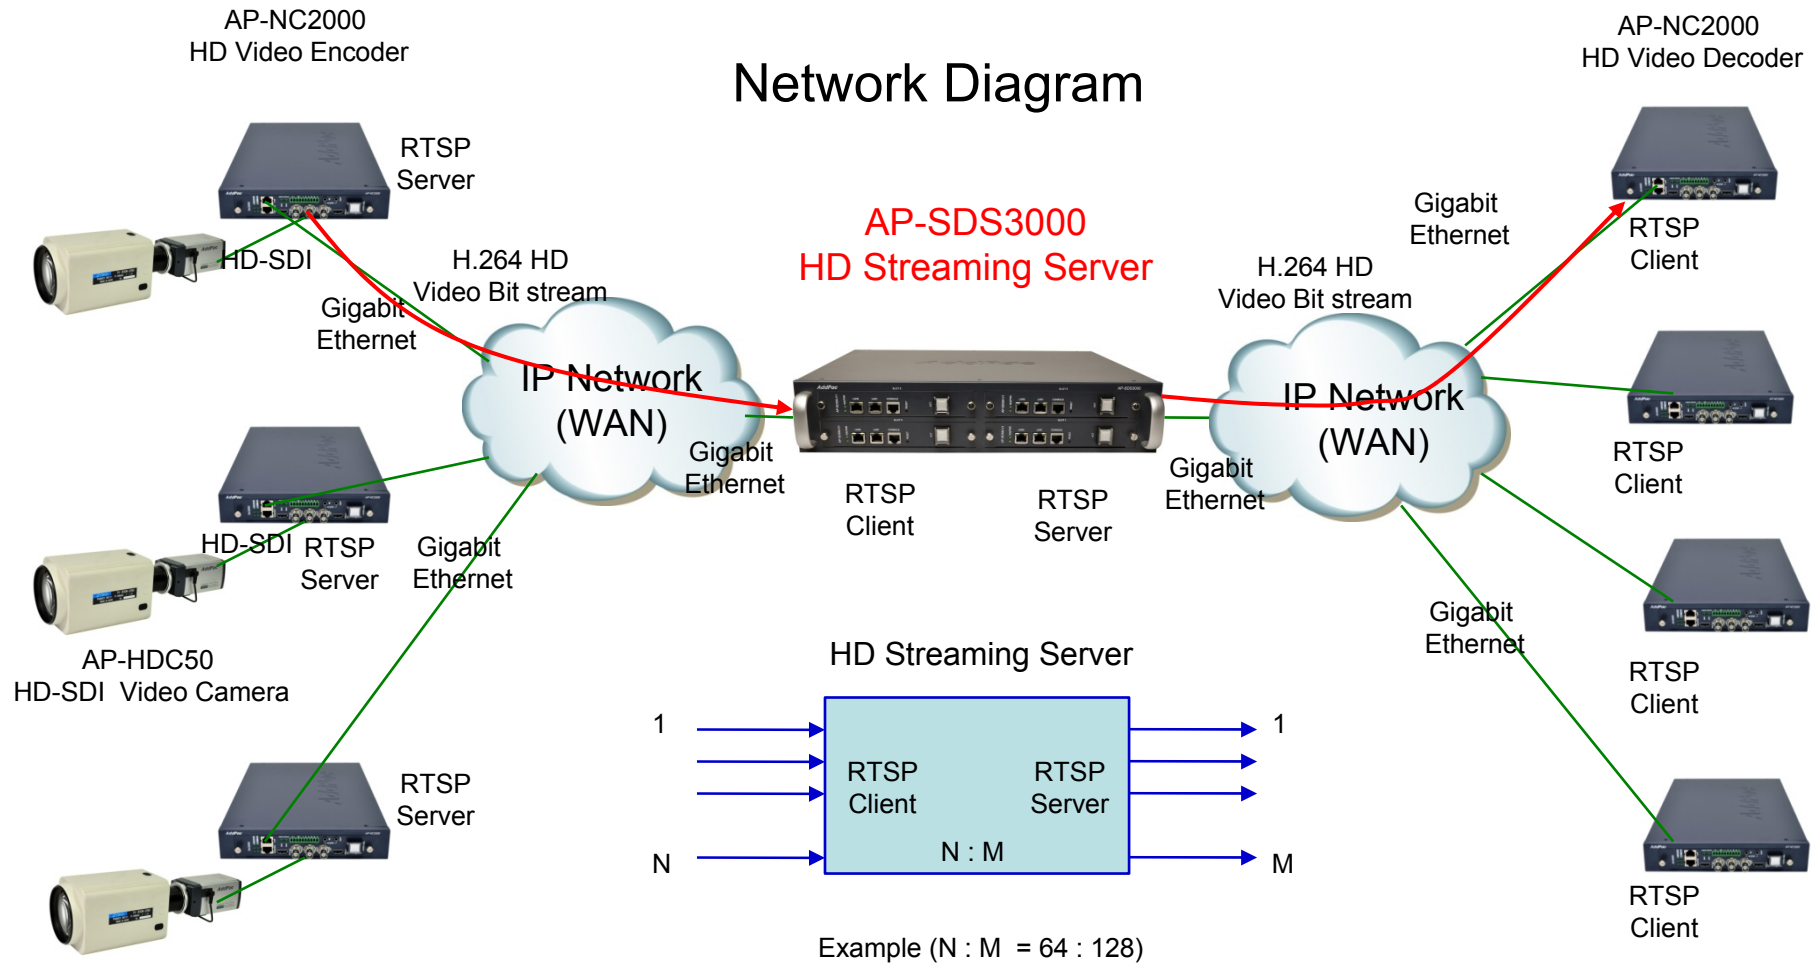 AP-NC2000
HD Video Encoder
Network Diagram
AP-NC2000
HD Video Decoder
RTSP
Server
HD-SDI
Gigabit
Ethernet
H.264 HD
Video Bit stream
IP Network
(WAN)
AP-SDS3000
HD Streaming Server
AddPac
AP-SDS3000
H.264 HD
Video Bit stream
IP Network
(WAN)
Gigabit
Ethernet
RTSP
Client
RTSP
Client
Gigabit
Ethernet
RTSP
Client
RTSP
Server
Gigabit
Ethernet
HD-SDI
RTSP
Server
Gigabit
Ethernet
AP-HDC50
HD-SDI  Video Camera
RTSP
Server
Gigabit
Ethernet
RTSP
Client
RTSP
Client
HD Streaming Server
1
N
RTSP
Client
RTSP
Server
N : M
1
M
Example (N : M  = 64 : 128)